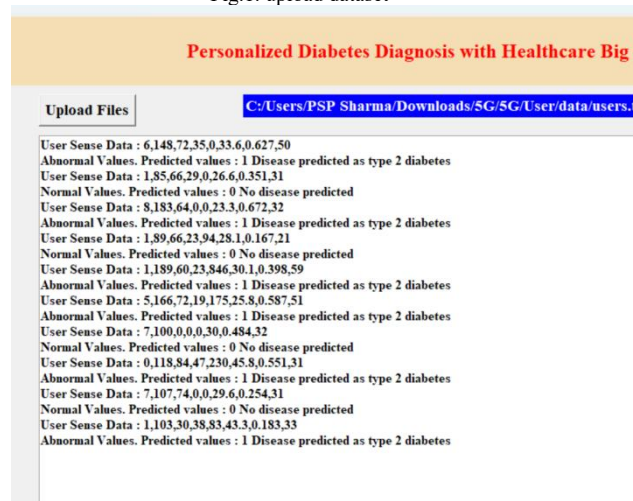 Personalized Diabetes Diagnosis with Healthcare Big
Upload Files
C:/Users/PSP Sharma/Downloads/5G/5G/User/data/users.
User Sense Data : 6,148,72,35,0,33.6,0.627,50
Abnormal Values. Predicted values : 1 Disease predicted as type 2 diabetes
User Sense Data : 1,85,66,29,0,26.6,0.351,31
Normal Values. Predicted values : 0 No disease predicted
User Sense Data : 8,183,64,0,0,23.3,0.672,32
Abnormal Values. Predicted values : 1 Disease predicted as type 2 diabetes
User Sense Data : 1,89,66,23,94,28.1,0.167,21
Normal Values. Predicted values : 0 No disease predicted
User Sense Data : 1,189,60,23,846,30.1,0.398,59
Abnormal Values. Predicted values : 1 Disease predicted as type 2 diabetes
User Sense Data : 5,166,72,19,175,25.8,0.587,51
Abnormal Values. Predicted values : 1 Disease predicted as type 2 diabetes
User Sense Data : 7,100,0,0,0,30,0.484,32
Normal Values. Predicted values : 0 No disease predicted
User Sense Data : 0,118,84,47,230,45.8,0.551,31
Abnormal Values. Predicted values : 1 Disease predicted as type 2 diabetes
User Sense Data : 7,107,74,0,0,29.6,0.254,31
Normal Values. Predicted values : 0 No disease predicted
User Sense Data : 1,103,30,38,83,43.3,0.183,33
Abnormal Values. Predicted values : 1 Disease predicted as type 2 diabetes